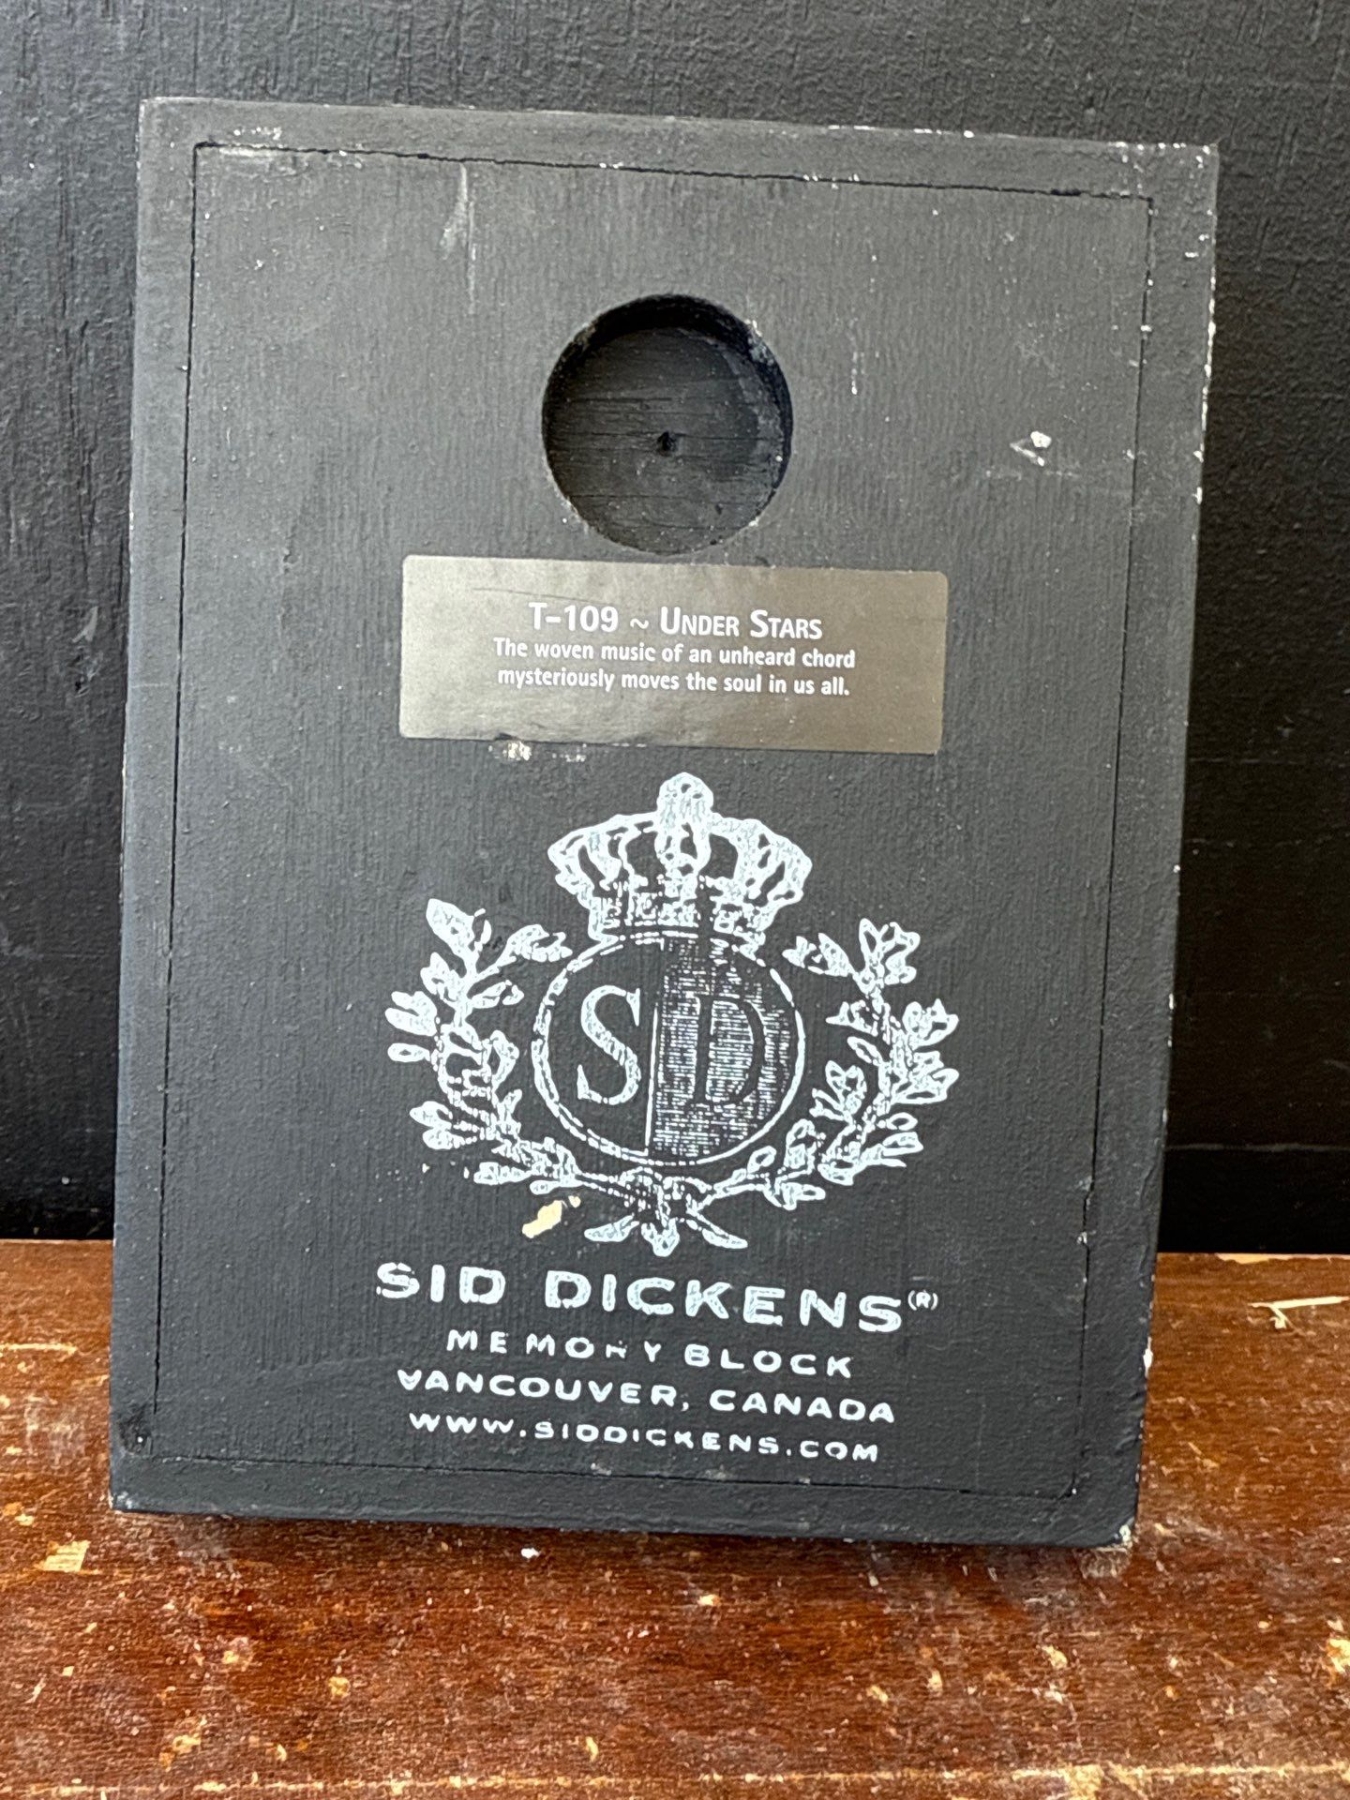 T-109 ~ UNDER STARS
The woven music of an unheard chord
mysteriously moves the soul in us all.
SD
SID DICKENS(R)
MEMORY BLOCK
VANCOUVER, CANADA
WWW.SIDDICKENS.COM